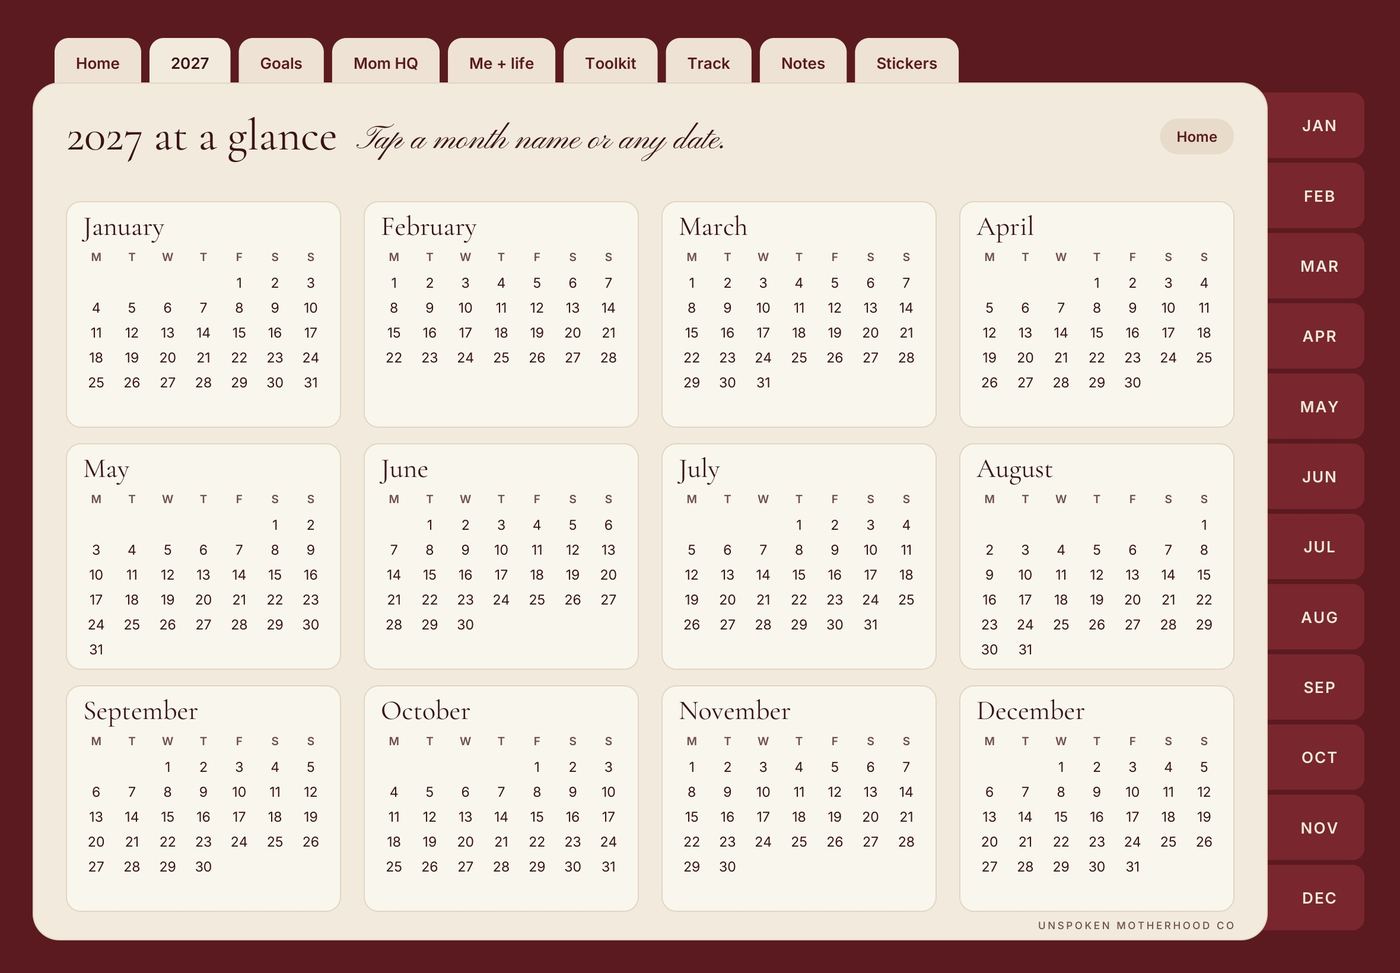 Home 2027 Goals Mom HQ Me + life Toolkit Track Notes Stickers
2027 at a glance Tap a month name or any date. Home
January
M T W T F S S
1 2 3
4 5 6 7 8 9 10
11 12 13 14 15 16 17
18 19 20 21 22 23 24
25 26 27 28 29 30 31
February
M T W T F S S
1 2 3 4 5 6 7
8 9 10 11 12 13 14
15 16 17 18 19 20 21
22 23 24 25 26 27 28
March
M T W T F S S
1 2 3 4 5 6 7
8 9 10 11 12 13 14
15 16 17 18 19 20 21
22 23 24 25 26 27 28
29 30 31
April
M T W T F S S
1 2 3 4
5 6 7 8 9 10 11
12 13 14 15 16 17 18
19 20 21 22 23 24 25
26 27 28 29 30
May
M T W T F S S
1 2
3 4 5 6 7 8 9
10 11 12 13 14 15 16
17 18 19 20 21 22 23
24 25 26 27 28 29 30
31
June
M T W T F S S
1 2 3 4 5 6
7 8 9 10 11 12 13
14 15 16 17 18 19 20
21 22 23 24 25 26 27
28 29 30
July
M T W T F S S
1 2 3 4
5 6 7 8 9 10 11
12 13 14 15 16 17 18
19 20 21 22 23 24 25
26 27 28 29 30 31
August
M T W T F S S
1
2 3 4 5 6 7 8
9 10 11 12 13 14 15
16 17 18 19 20 21 22
23 24 25 26 27 28 29
30 31
September
M T W T F S S
1 2 3 4 5
6 7 8 9 10 11 12
13 14 15 16 17 18 19
20 21 22 23 24 25 26
27 28 29 30
October
M T W T F S S
1 2 3
4 5 6 7 8 9 10
11 12 13 14 15 16 17
18 19 20 21 22 23 24
25 26 27 28 29 30 31
November
M T W T F S S
1 2 3 4 5 6 7
8 9 10 11 12 13 14
15 16 17 18 19 20 21
22 23 24 25 26 27 28
29 30
December
M T W T F S S
1 2 3 4 5
6 7 8 9 10 11 12
13 14 15 16 17 18 19
20 21 22 23 24 25 26
27 28 29 30 31
UNSPOKEN MOTHERHOOD CO
JAN
FEB
MAR
APR
MAY
JUN
JUL
AUG
SEP
OCT
NOV
DEC